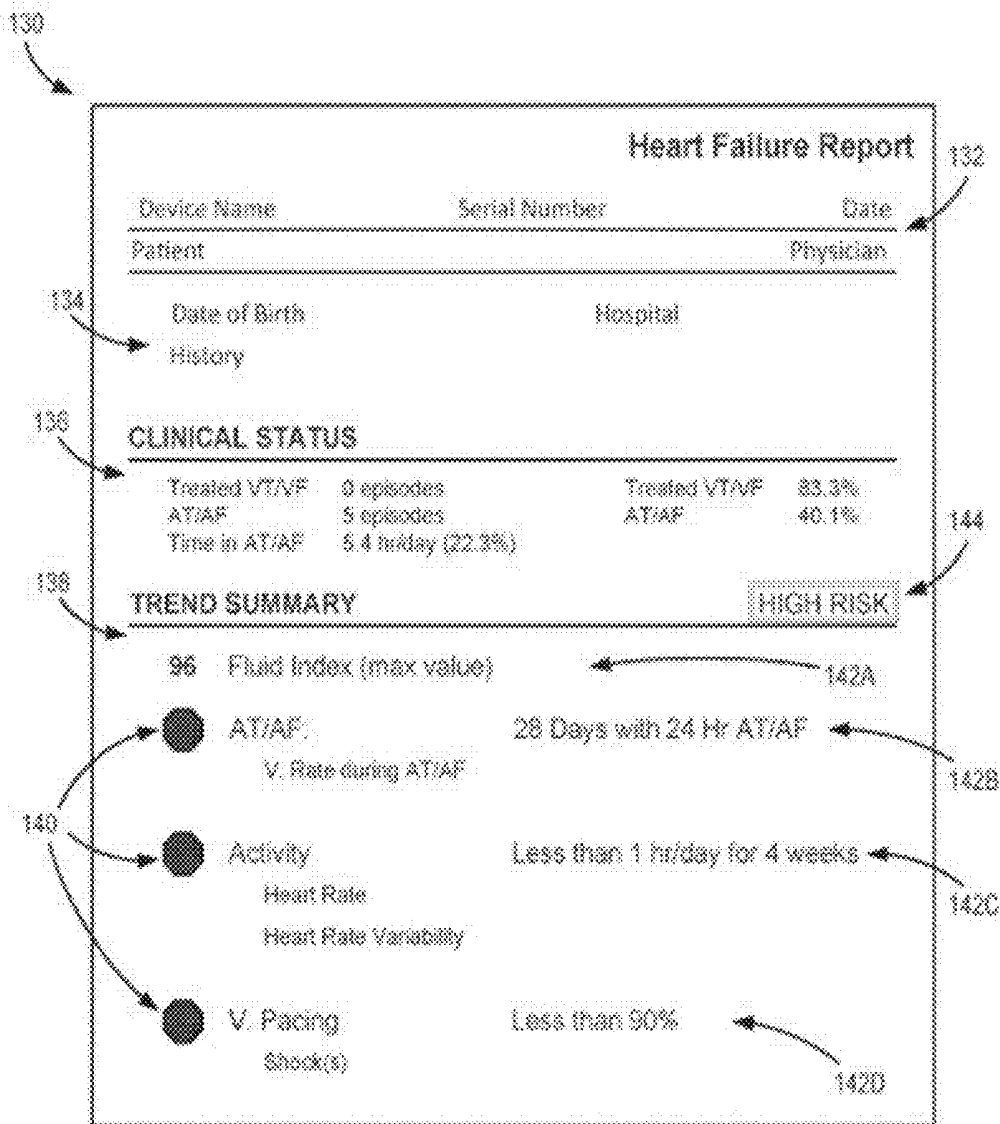 130
Heart Failure Report
132
Device Name Serial Number Date
Patient Physician
134
Date of Birth Hospital
History
136
CLINICAL STATUS
Treated VT/VF 0 episodes Treated VT/VF 83.3%
AT/AF 5 episodes AT/AF 40.1%
Time in AT/AF 5.4 hr/day (22.3%)
144
138
TREND SUMMARY HIGH RISK
96 Fluid Index (max value)
142A
AT/AF: 28 Days with 24 Hr AT/AF
V. Rate during AT/AF
142B
140
Activity Less than 1 hr/day for 4 weeks
Heart Rate
142C
Heart Rate Variability
V. Pacing Less than 90%
Shock(s)
142D